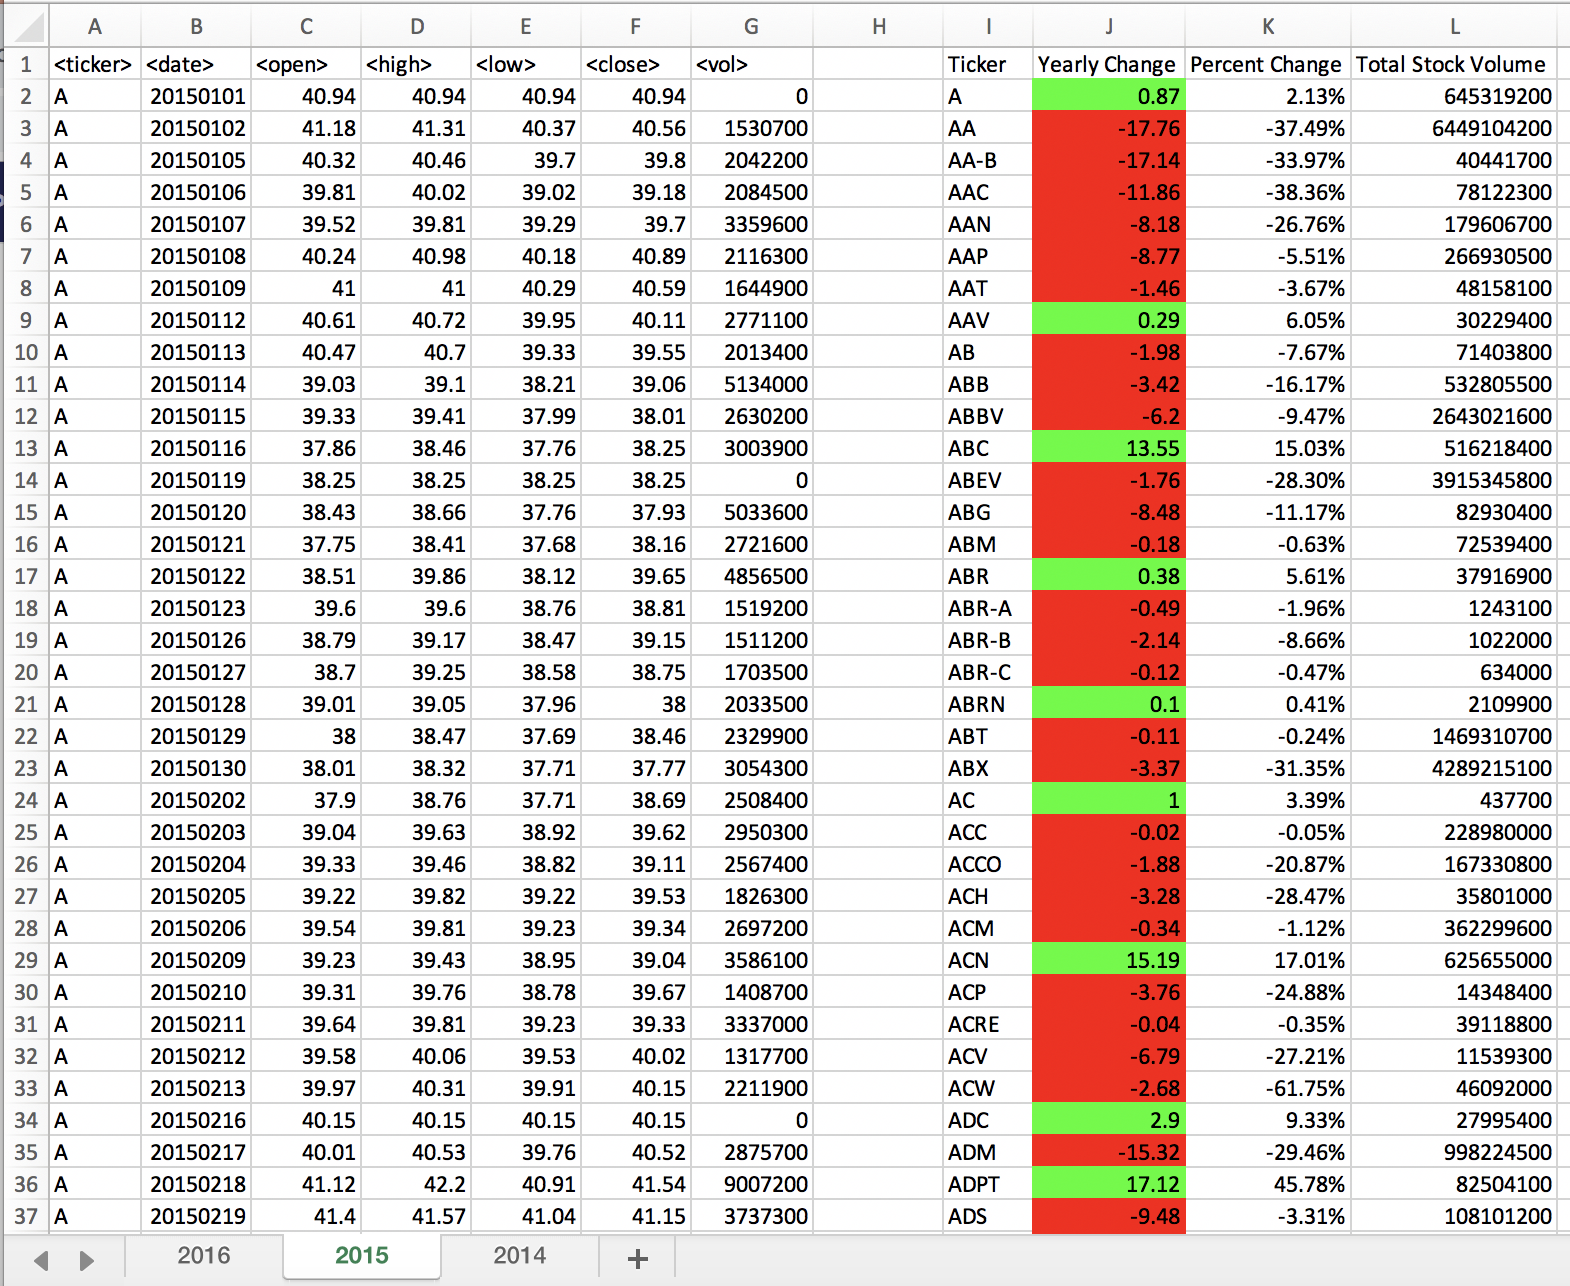 A B C D E F G H I J K L
1 <ticker> <date> <open> <high> <low> <close> <vol> Ticker Yearly Change Percent Change Total Stock Volume
2 A 20150101 40.94 40.94 40.94 40.94 0 A 0.87 2.13% 645319200
3 A 20150102 41.18 41.31 40.37 40.56 1530700 AA -17.76 -37.49% 6449104200
4 A 20150105 40.32 40.46 39.7 39.8 2042200 AA-B -17.14 -33.97% 40441700
5 A 20150106 39.81 40.02 39.02 39.18 2084500 AAC -11.86 -38.36% 78122300
6 A 20150107 39.52 39.81 39.29 39.7 3359600 AAN -8.18 -26.76% 179606700
7 A 20150108 40.24 40.98 40.18 40.89 2116300 AAP -8.77 -5.51% 266930500
8 A 20150109 41 41 40.29 40.59 1644900 AAT -1.46 -3.67% 48158100
9 A 20150112 40.61 40.72 39.95 40.11 2771100 AAV 0.29 6.05% 30229400
10 A 20150113 40.47 40.7 39.33 39.55 2013400 AB -1.98 -7.67% 71403800
11 A 20150114 39.03 39.1 38.21 39.06 5134000 ABB -3.42 -16.17% 532805500
12 A 20150115 39.33 39.41 37.99 38.01 2630200 ABBV -6.2 -9.47% 2643021600
13 A 20150116 37.86 38.46 37.76 38.25 3003900 ABC 13.55 15.03% 516218400
14 A 20150119 38.25 38.25 38.25 38.25 0 ABEV -1.76 -28.30% 3915345800
15 A 20150120 38.43 38.66 37.76 37.93 5033600 ABG -8.48 -11.17% 82930400
16 A 20150121 37.75 38.41 37.68 38.16 2721600 ABM -0.18 -0.63% 72539400
17 A 20150122 38.51 39.86 38.12 39.65 4856500 ABR 0.38 5.61% 37916900
18 A 20150123 39.6 39.6 38.76 38.81 1519200 ABR-A -0.49 -1.96% 1243100
19 A 20150126 38.79 39.17 38.47 39.15 1511200 ABR-B -2.14 -8.66% 1022000
20 A 20150127 38.7 39.25 38.58 38.75 1703500 ABR-C -0.12 -0.47% 634000
21 A 20150128 39.01 39.05 37.96 38 2033500 ABRN 0.1 0.41% 2109900
22 A 20150129 38 38.47 37.69 38.46 2329900 ABT -0.11 -0.24% 1469310700
23 A 20150130 38.01 38.32 37.71 37.77 3054300 ABX -3.37 -31.35% 4289215100
24 A 20150202 37.9 38.76 37.71 38.69 2508400 AC 1 3.39% 437700
25 A 20150203 39.04 39.63 38.92 39.62 2950300 ACC -0.02 -0.05% 228980000
26 A 20150204 39.33 39.46 38.82 39.11 2567400 ACCO -1.88 -20.87% 167330800
27 A 20150205 39.22 39.82 39.22 39.53 1826300 ACH -3.28 -28.47% 35801000
28 A 20150206 39.54 39.81 39.23 39.34 2697200 ACM -0.34 -1.12% 362299600
29 A 20150209 39.23 39.43 38.95 39.04 3586100 ACN 15.19 17.01% 625655000
30 A 20150210 39.31 39.76 38.78 39.67 1408700 ACP -3.76 -24.88% 14348400
31 A 20150211 39.64 39.81 39.23 39.33 3337000 ACRE -0.04 -0.35% 39118800
32 A 20150212 39.58 40.06 39.53 40.02 1317700 ACV -6.79 -27.21% 11539300
33 A 20150213 39.97 40.31 39.91 40.15 2211900 ACW -2.68 -61.75% 46092000
34 A 20150216 40.15 40.15 40.15 40.15 0 ADC 2.9 9.33% 27995400
35 A 20150217 40.01 40.53 39.76 40.52 2875700 ADM -15.32 -29.46% 998224500
36 A 20150218 41.12 42.2 40.91 41.54 9007200 ADPT 17.12 45.78% 82504100
37 A 20150219 41.4 41.57 41.04 41.15 3737300 ADS -9.48 -3.31% 108101200
2016 2015 2014 +